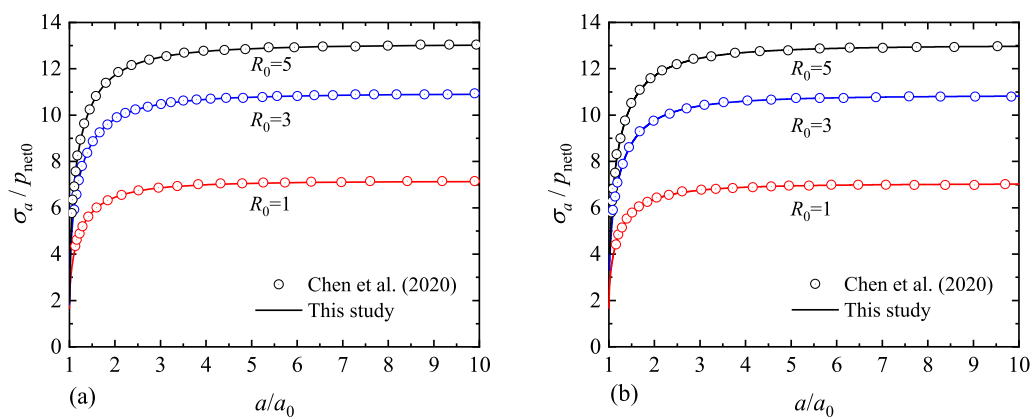 14
12
10
8
6
4
2
0
σa / pnet0
R0=5
R0=3
R0=1
Chen et al. (2020)
This study
1 2 3 4 5 6 7 8 9 10
(a)
a/a0
14
12
10
8
6
4
2
0
σa / pnet0
R0=5
R0=3
R0=1
Chen et al. (2020)
This study
1 2 3 4 5 6 7 8 9 10
(b)
a/a0